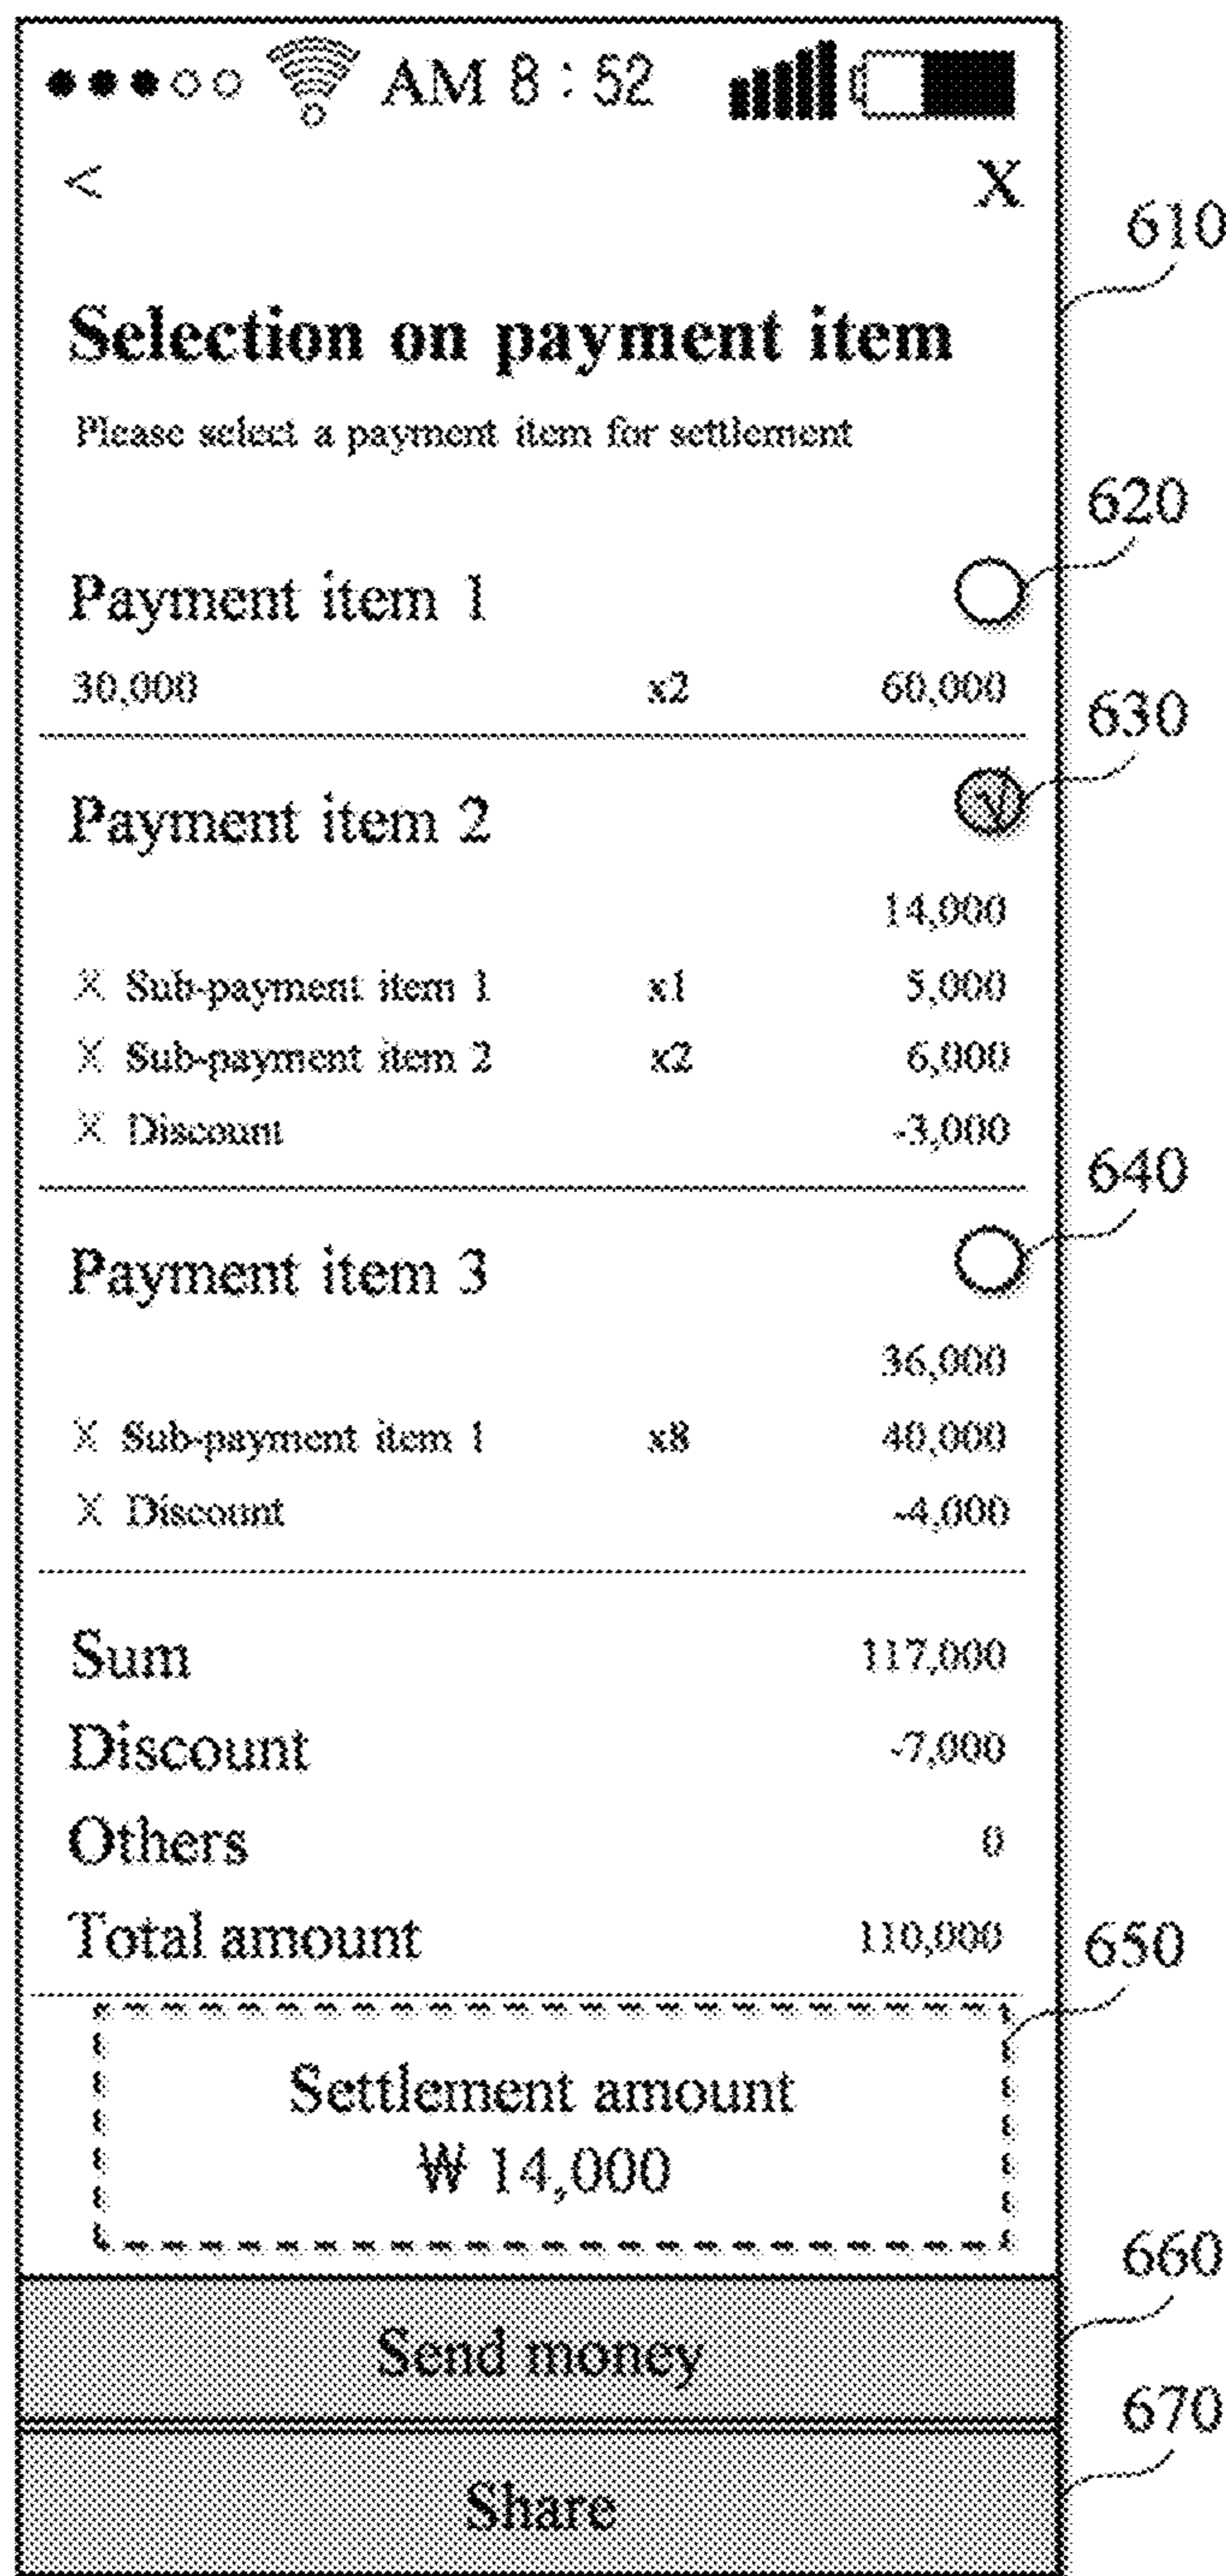 AM 8 : 52
< X
610
Selection on payment item
Please select a payment item for settlement
620
Payment item 1
30,000 x2 60,000
630
Payment item 2 V
14,000
X Sub-payment item 1 x1 5,000
X Sub-payment item 2 x2 6,000
X Discount -3,000
640
Payment item 3
36,000
X Sub-payment item 1 x8 40,000
X Discount -4,000
Sum 117,000
Discount -7,000
Others 0
Total amount 110,000
650
Settlement amount
₩ 14,000
660
Send money
670
Share